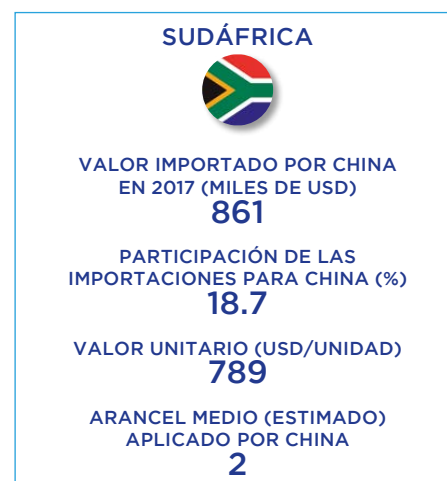 SUDÁFRICA
VALOR IMPORTADO POR CHINA
EN 2017 (MILES DE USD)
861
PARTICIPACIÓN DE LAS
IMPORTACIONES PARA CHINA (%)
18.7
VALOR UNITARIO (USD/UNIDAD)
789
ARANCEL MEDIO (ESTIMADO)
APLICADO POR CHINA
2